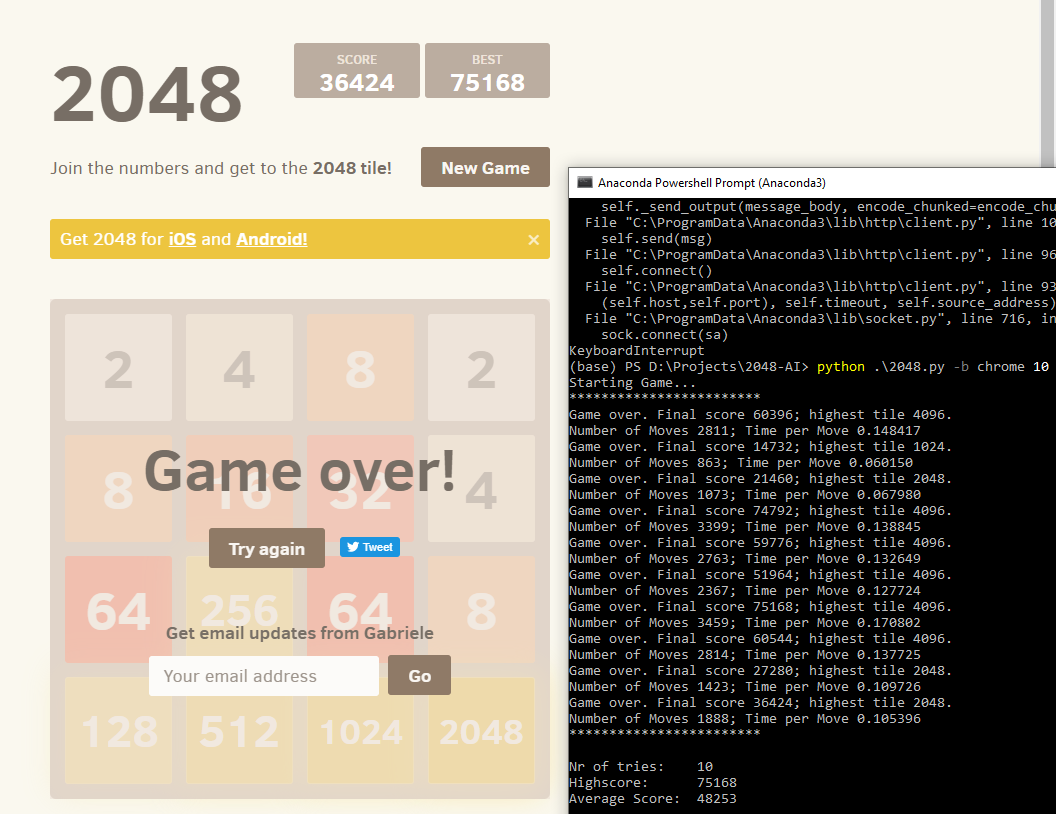 2048
SCORE
36424
BEST
75168
Join the numbers and get to the 2048 tile!
New Game
Get 2048 for iOS and Android!
×
2 4 8 2
8 16 32 4
Game over!
Try again
Tweet
64 256 64 8
Get email updates from Gabriele
Your email address
Go
128 512 1024 2048
Anaconda Powershell Prompt (Anaconda3)
self._send_output(message_body, encode_chunked=encode_chu
File "C:\ProgramData\Anaconda3\lib\http\client.py", line 10
self.send(msg)
File "C:\ProgramData\Anaconda3\lib\http\client.py", line 96
self.connect()
File "C:\ProgramData\Anaconda3\lib\http\client.py", line 93
(self.host,self.port), self.timeout, self.source_address)
File "C:\ProgramData\Anaconda3\lib\socket.py", line 716, in
sock.connect(sa)
KeyboardInterrupt
(base) PS D:\Projects\2048-AI> python .\2048.py -b chrome 10
Starting Game...
************************
Game over. Final score 60396; highest tile 4096.
Number of Moves 2811; Time per Move 0.148417
Game over. Final score 14732; highest tile 1024.
Number of Moves 863; Time per Move 0.060150
Game over. Final score 21460; highest tile 2048.
Number of Moves 1073; Time per Move 0.067980
Game over. Final score 74792; highest tile 4096.
Number of Moves 3399; Time per Move 0.138845
Game over. Final score 59776; highest tile 4096.
Number of Moves 2763; Time per Move 0.132649
Game over. Final score 51964; highest tile 4096.
Number of Moves 2367; Time per Move 0.127724
Game over. Final score 75168; highest tile 4096.
Number of Moves 3459; Time per Move 0.170802
Game over. Final score 60544; highest tile 4096.
Number of Moves 2814; Time per Move 0.137725
Game over. Final score 27280; highest tile 2048.
Number of Moves 1423; Time per Move 0.109726
Game over. Final score 36424; highest tile 2048.
Number of Moves 1888; Time per Move 0.105396
************************
Nr of tries: 10
Highscore: 75168
Average Score: 48253